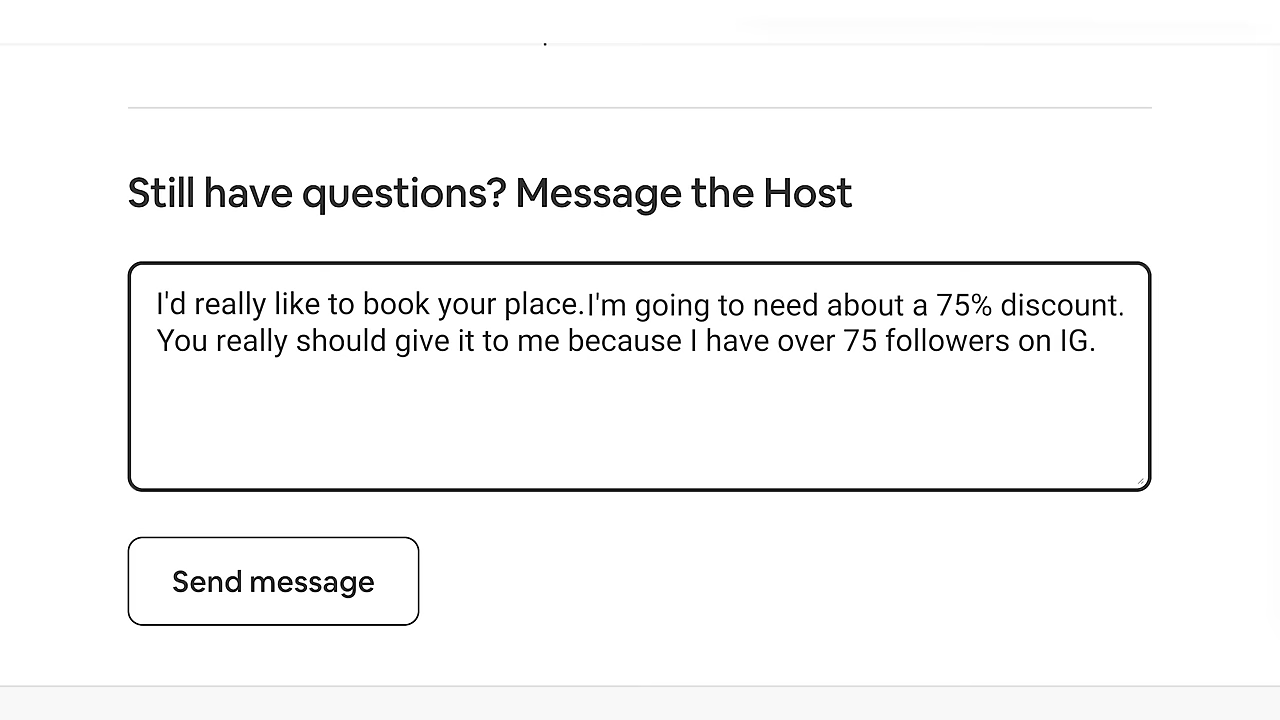 Still have questions? Message the Host
I'd really like to book your place.I'm going to need about a 75% discount.
You really should give it to me because I have over 75 followers on IG.
Send message